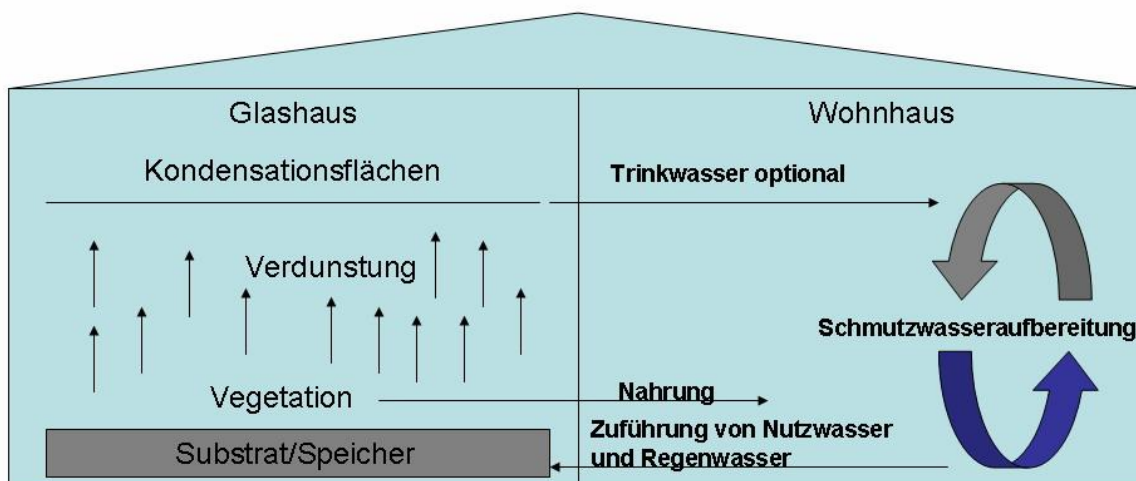 Glashaus
Wohnhaus
Kondensationsflächen
Trinkwasser optional
Verdunstung
Schmutzwasseraufbereitung
Vegetation
Nahrung
Substrat/Speicher
Zuführung von Nutzwasser
und Regenwasser